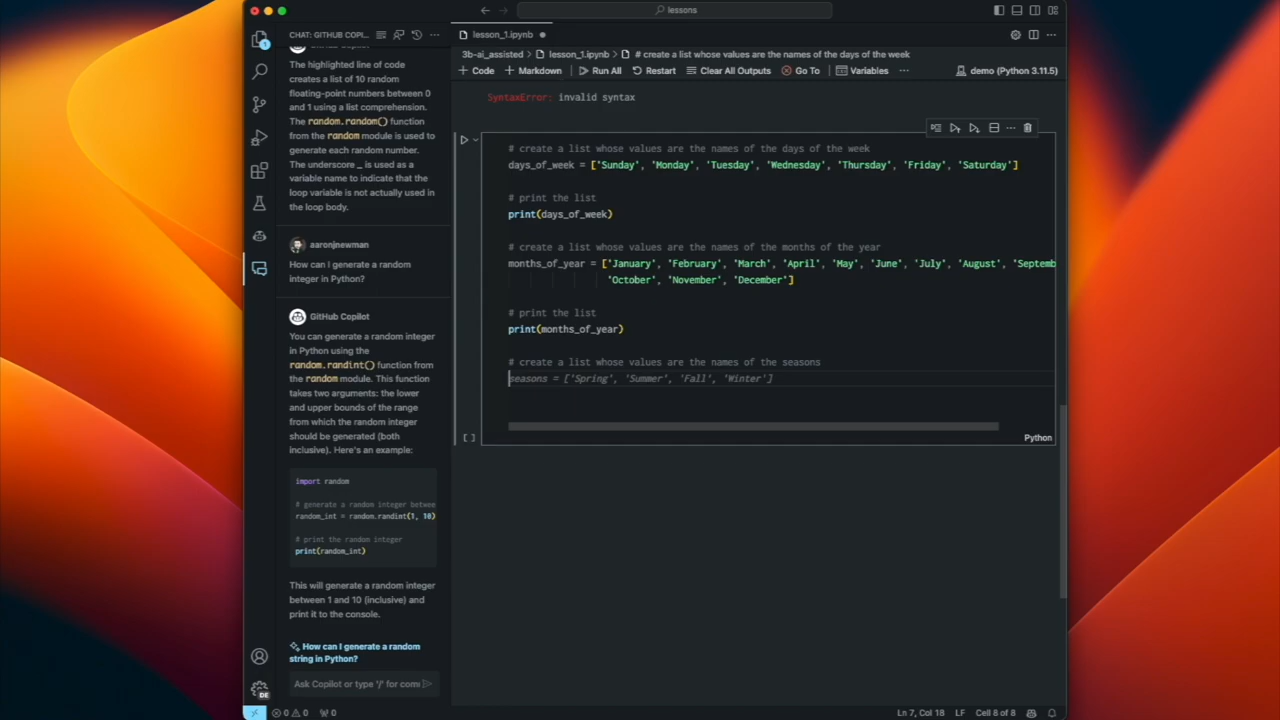 lessons
CHAT: GITHUB COPI...
The highlighted line of code
creates a list of 10 random
floating-point numbers between 0
and 1 using a list comprehension.
The random.random() function
from the random module is used to
generate each random number.
The underscore _ is used as a
variable name to indicate that the
loop variable is not actually used in
the loop body.
aaronjnewman
How can I generate a random
integer in Python?
GitHub Copilot
You can generate a random integer
in Python using the
random.randint() function from
the random module. This function
takes two arguments: the lower
and upper bounds of the range
from which the random integer
should be generated (both
inclusive). Here's an example:
import random
# generate a random integer betwee
random_int = random.randint(1, 10)
# print the random integer
print(random_int)
This will generate a random integer
between 1 and 10 (inclusive) and
print it to the console.
How can I generate a random
string in Python?
Ask Copilot or type '/' for com
lesson_1.ipynb
3b-ai_assisted > lesson_1.ipynb > # create a list whose values are the names of the days of the week
+ Code + Markdown Run All Restart Clear All Outputs Go To Variables ... demo (Python 3.11.5)
SyntaxError: invalid syntax
# create a list whose values are the names of the days of the week
days_of_week = ['Sunday', 'Monday', 'Tuesday', 'Wednesday', 'Thursday', 'Friday', 'Saturday']
# print the list
print(days_of_week)
# create a list whose values are the names of the months of the year
months_of_year = ['January', 'February', 'March', 'April', 'May', 'June', 'July', 'August', 'Septemb
'October', 'November', 'December']
# print the list
print(months_of_year)
# create a list whose values are the names of the seasons
seasons = ['Spring', 'Summer', 'Fall', 'Winter']
[ ]
Python
DE
0 0 0
Ln 7, Col 18 LF Cell 8 of 8